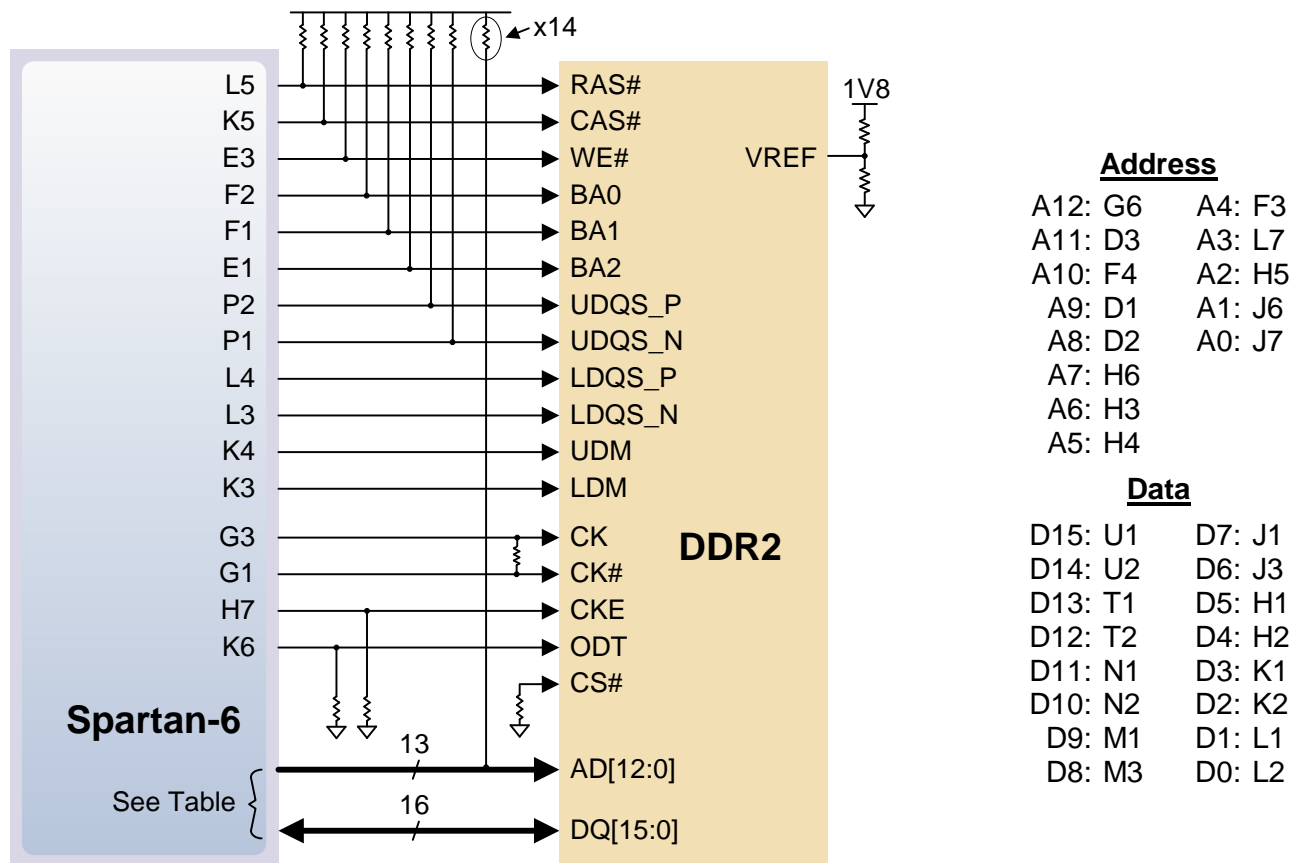 x14
L5 RAS#
K5 CAS#
E3 WE#
F2 BA0
F1 BA1
E1 BA2
P2 UDQS_P
P1 UDQS_N
L4 LDQS_P
L3 LDQS_N
K4 UDM
K3 LDM
G3 CK
G1 CK#
H7 CKE
K6 ODT
CS#
1V8
VREF
DDR2
Spartan-6
13
AD[12:0]
See Table
16
DQ[15:0]
Address
A12: G6 A4: F3
A11: D3 A3: L7
A10: F4 A2: H5
A9: D1 A1: J6
A8: D2 A0: J7
A7: H6
A6: H3
A5: H4
Data
D15: U1 D7: J1
D14: U2 D6: J3
D13: T1 D5: H1
D12: T2 D4: H2
D11: N1 D3: K1
D10: N2 D2: K2
D9: M1 D1: L1
D8: M3 D0: L2